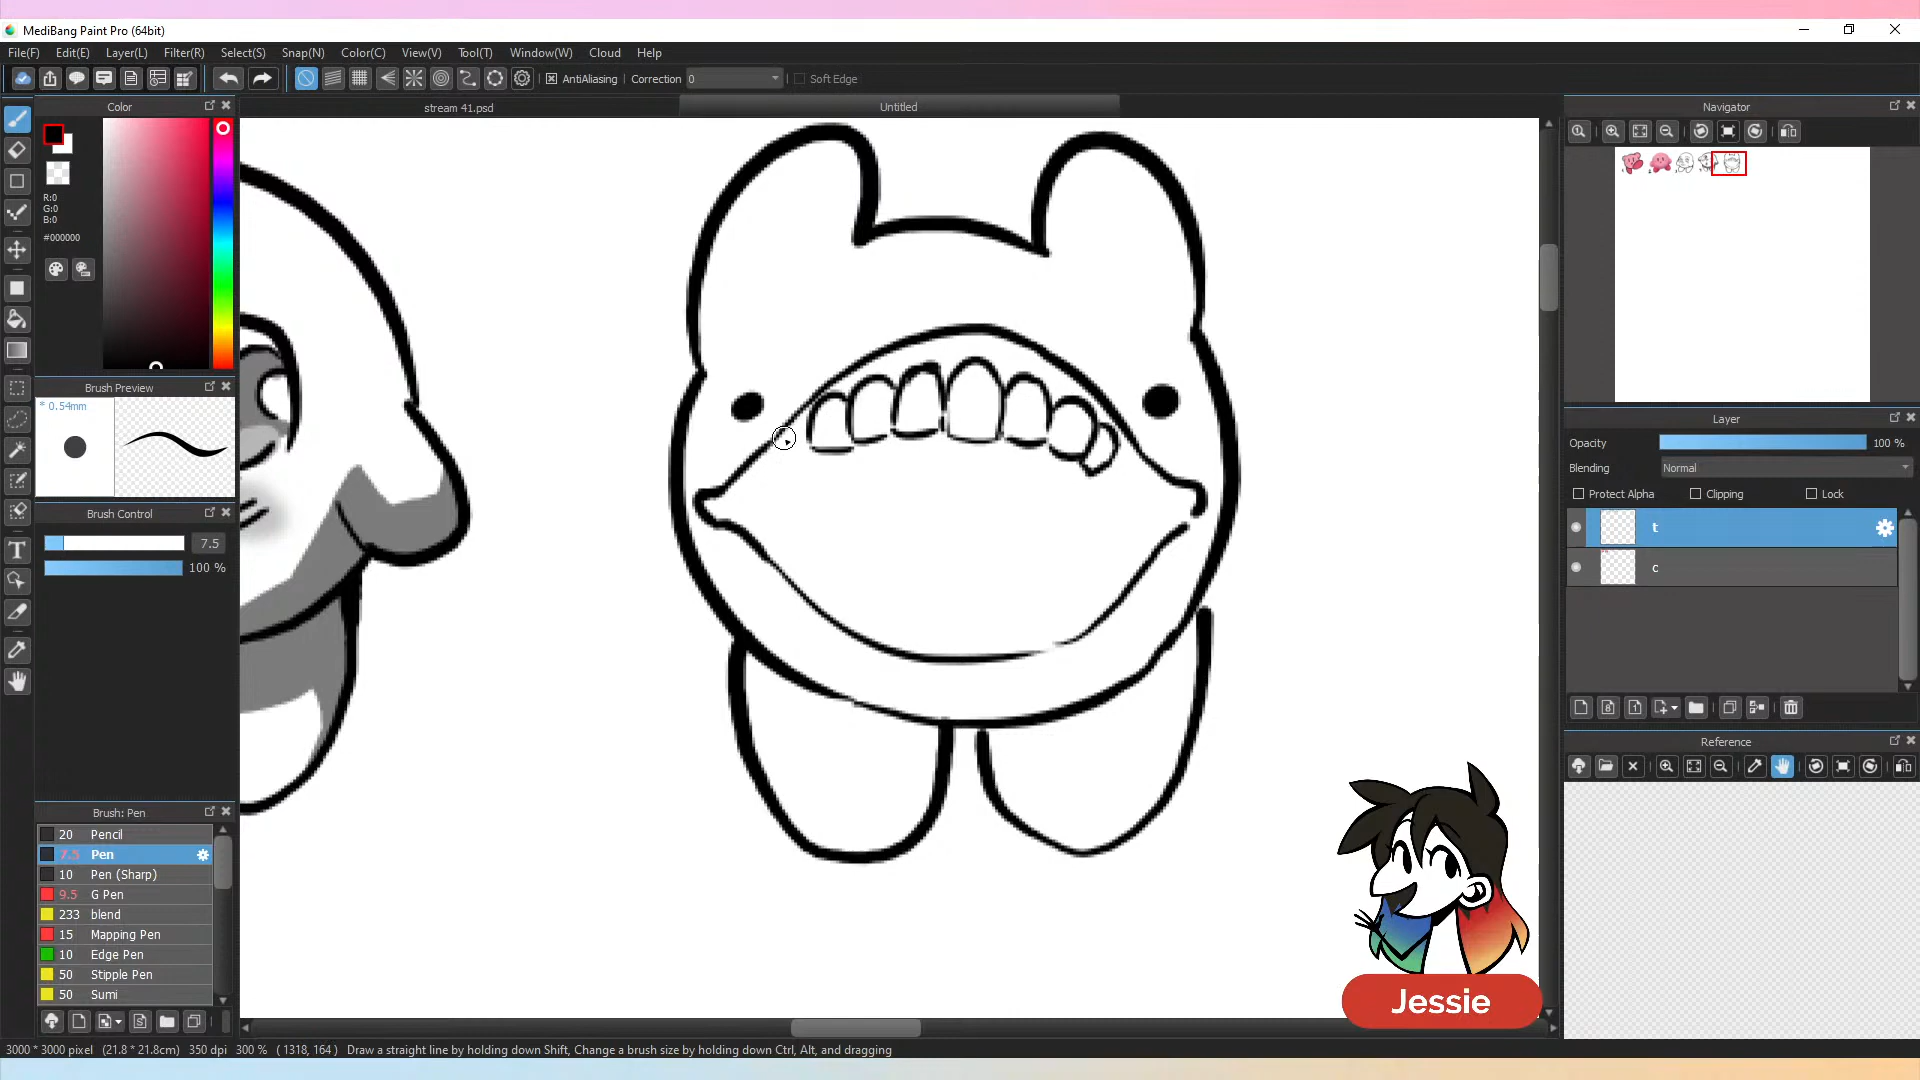 MediBang Paint Pro (64bit)
File(F) Edit(E) Layer(L) Filter(R) Select(S) Snap(N) Color(C) View(V) Tool(T) Window(W) Cloud Help
AntiAliasing Correction 0 Soft Edge
Color
stream 41.psd
Untitled
Navigator
R:0
G:0
B:0
#000000
Brush Preview
* 0.54mm
Brush Control
7.5
100 %
Brush: Pen
20 Pencil
7.5 Pen
10 Pen (Sharp)
9.5 G Pen
233 blend
15 Mapping Pen
10 Edge Pen
50 Stipple Pen
50 Sumi
Layer
Opacity 100 %
Blending Normal
Protect Alpha Clipping Lock
t
c
Reference
Jessie
3000 * 3000 pixel (21.8 * 21.8cm) 350 dpi 300 % ( 1318, 164 ) Draw a straight line by holding down Shift, Change a brush size by holding down Ctrl, Alt, and dragging